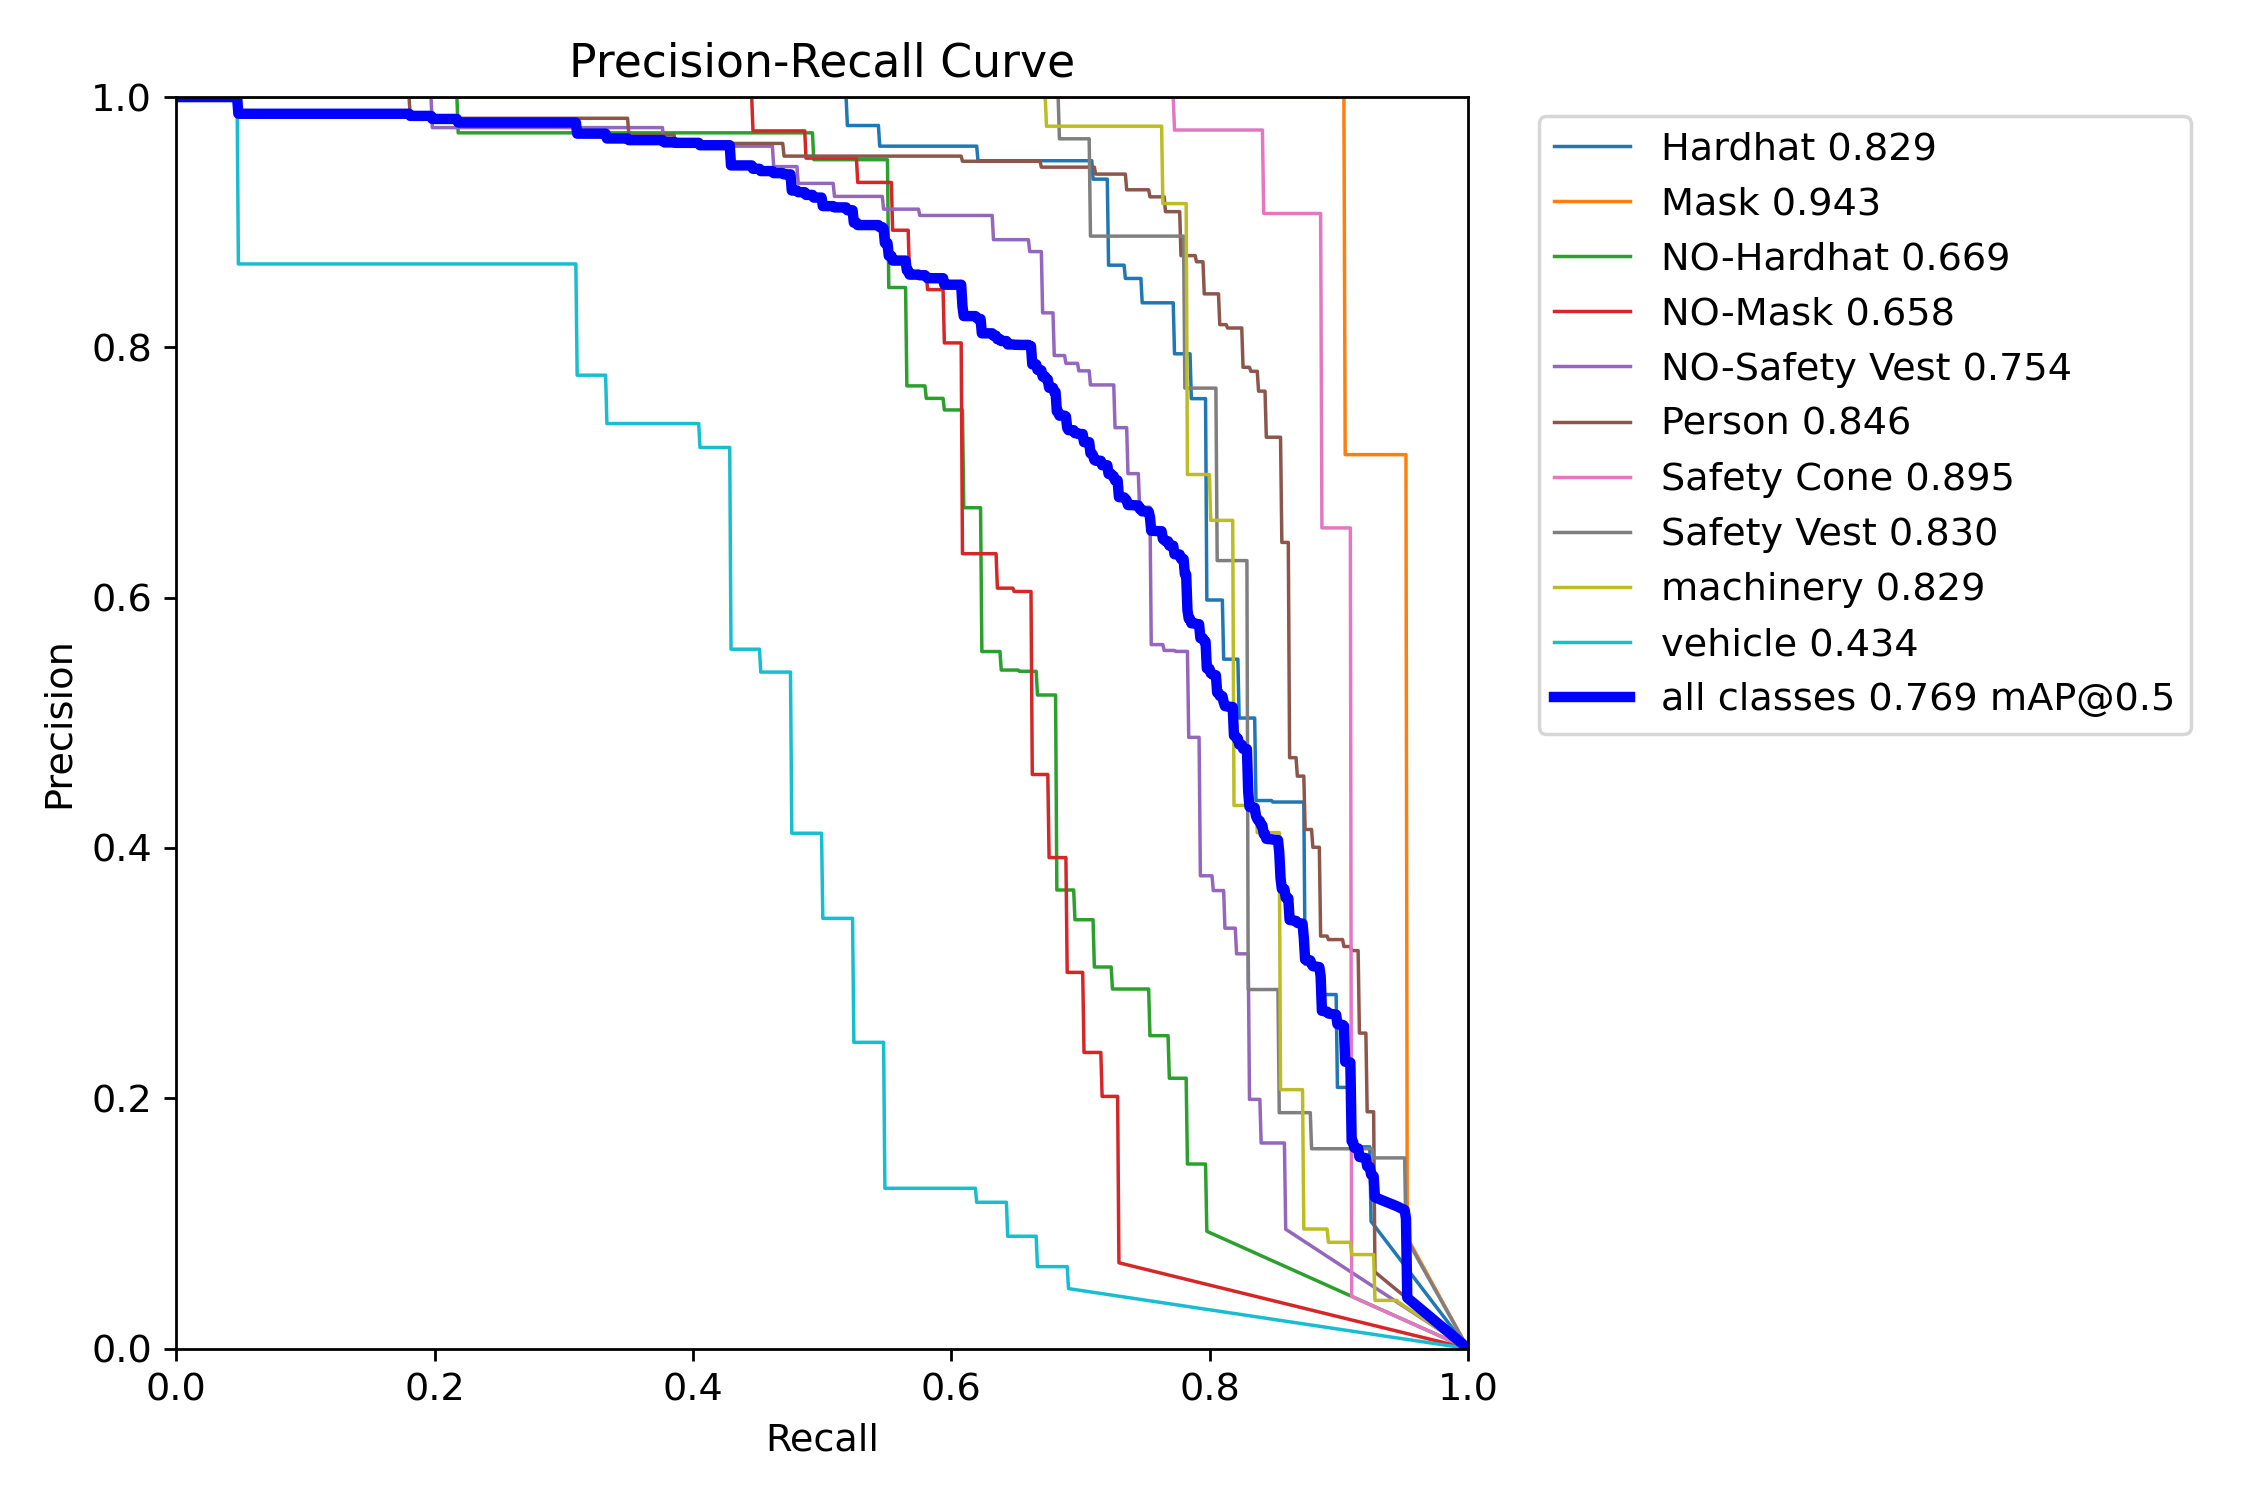 Precision-Recall Curve
1.0
0.8
0.6
0.4
0.2
0.0
Precision
0.0 0.2 0.4 0.6 0.8 1.0
Recall
Hardhat 0.829
Mask 0.943
NO-Hardhat 0.669
NO-Mask 0.658
NO-Safety Vest 0.754
Person 0.846
Safety Cone 0.895
Safety Vest 0.830
machinery 0.829
vehicle 0.434
all classes 0.769 mAP@0.5